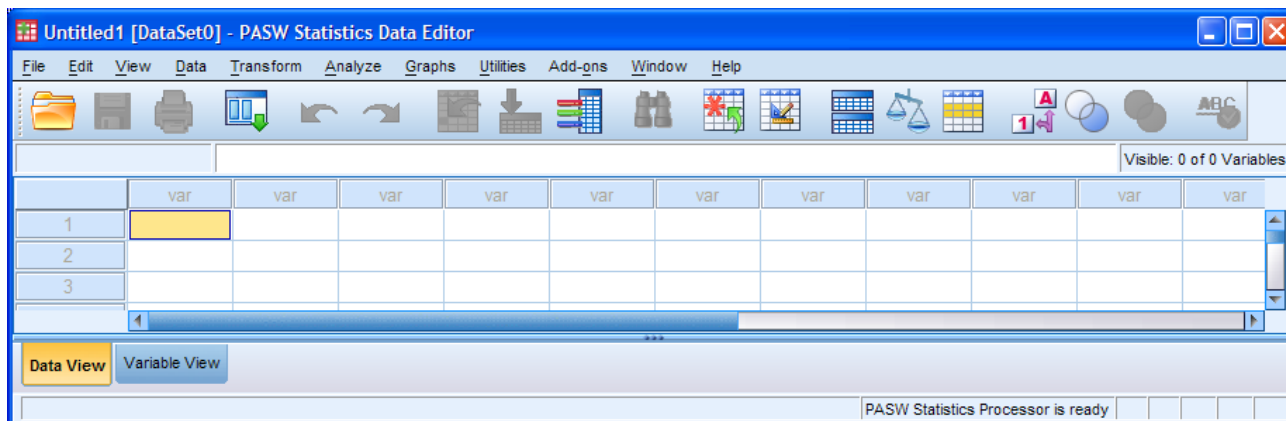 Untitled1 [DataSet0] - PASW Statistics Data Editor
File Edit View Data Transform Analyze Graphs Utilities Add-ons Window Help
A
1
ABC
Visible: 0 of 0 Variables
var var var var var var var var var var var
1
2
3
Data View Variable View
PASW Statistics Processor is ready